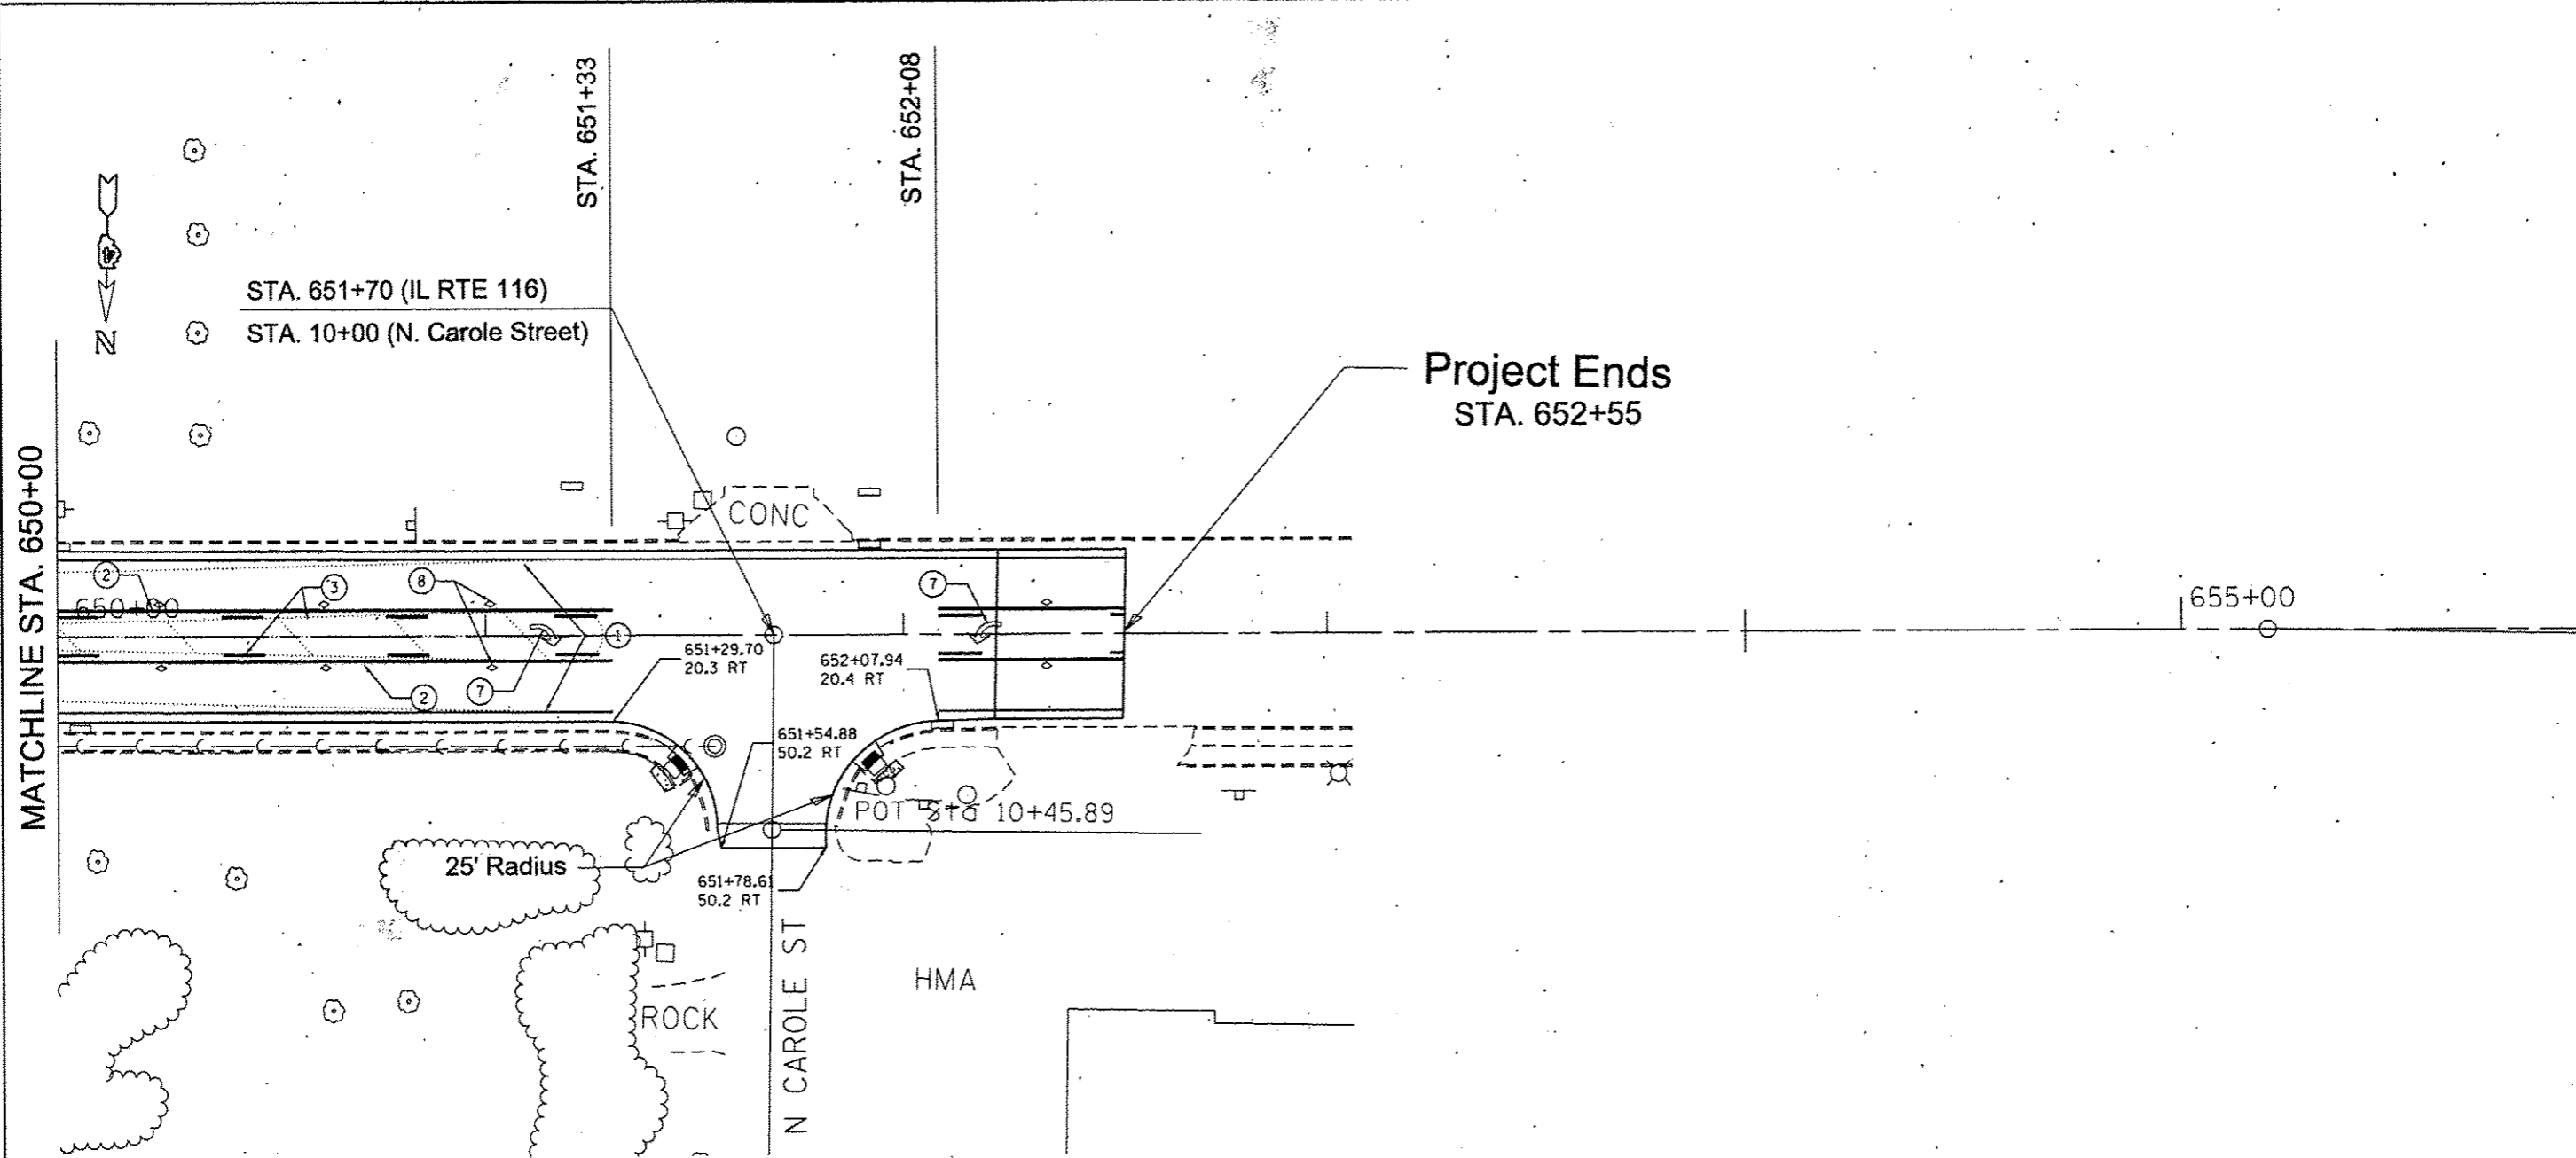 STA. 651+33
STA. 652+08
N
STA. 651+70 (IL RTE 116)
STA. 10+00 (N. Carole Street)
Project Ends
STA. 652+55
MATCHLINE STA. 650+00
CONC
2
3
8
7
650+00
1
655+00
651+29.70
20.3 RT
652+07.94
20.4 RT
7
2
651+54.88
50.2 RT
POT Sta 10+45.89
25' Radius
651+78.61
50.2 RT
N CAROLE ST
HMA
ROCK